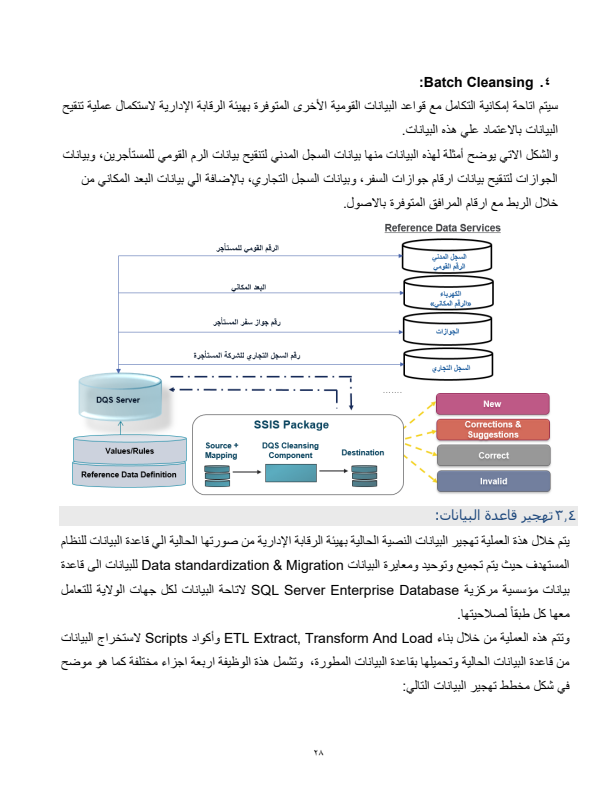 ٤. Batch Cleansing:
سيتم اتاحة إمكانية التكامل مع قواعد البيانات القومية الأخرى المتوفرة بهيئة الرقابة الإدارية لاستكمال عملية تنقيح
البيانات بالاعتماد علي هذه البيانات.
والشكل الاتي يوضح أمثلة لهذه البيانات منها بيانات السجل المدني لتنقيح بيانات الرم القومي للمستأجرين، وبيانات
الجوازات لتنقيح بيانات ارقام جوازات السفر، وبيانات السجل التجاري، بالإضافة الي بيانات البعد المكاني من
خلال الربط مع ارقام المرافق المتوفرة بالاصول.
Reference Data Services
الرقم القومي للمستأجر
السجل المدني
الرقم القومي
البعد المكاني
الكهرباء
«الرقم المكاني»
رقم جواز سفر المستأجر
الجوازات
رقم السجل التجاري للشركة المستأجرة
السجل التجاري
........
DQS Server
Values/Rules
Reference Data Definition
SSIS Package
Source +
Mapping
DQS Cleansing
Component
Destination
New
Corrections &
Suggestions
Correct
Invalid
٣,٤ تهجير قاعدة البيانات:
يتم خلال هذة العملية تهجير البيانات النصية الحالية بهيئة الرقابة الإدارية من صورتها الحالية الي قاعدة البيانات للنظام
المستهدف حيث يتم تجميع وتوحيد ومعايرة البيانات Data standardization & Migration للبيانات الى قاعدة
بيانات مؤسسية مركزية SQL Server Enterprise Database لاتاحة البيانات لكل جهات الولاية للتعامل
معها كل طبقاً لصلاحيتها.
وتتم هذه العملية من خلال بناء ETL Extract, Transform And Load وأكواد Scripts لاستخراج البيانات
من قاعدة البيانات الحالية وتحميلها بقاعدة البيانات المطورة، وتشمل هذة الوظيفة اربعة اجزاء مختلفة كما هو موضح
في شكل مخطط تهجير البيانات التالي:
٢٨